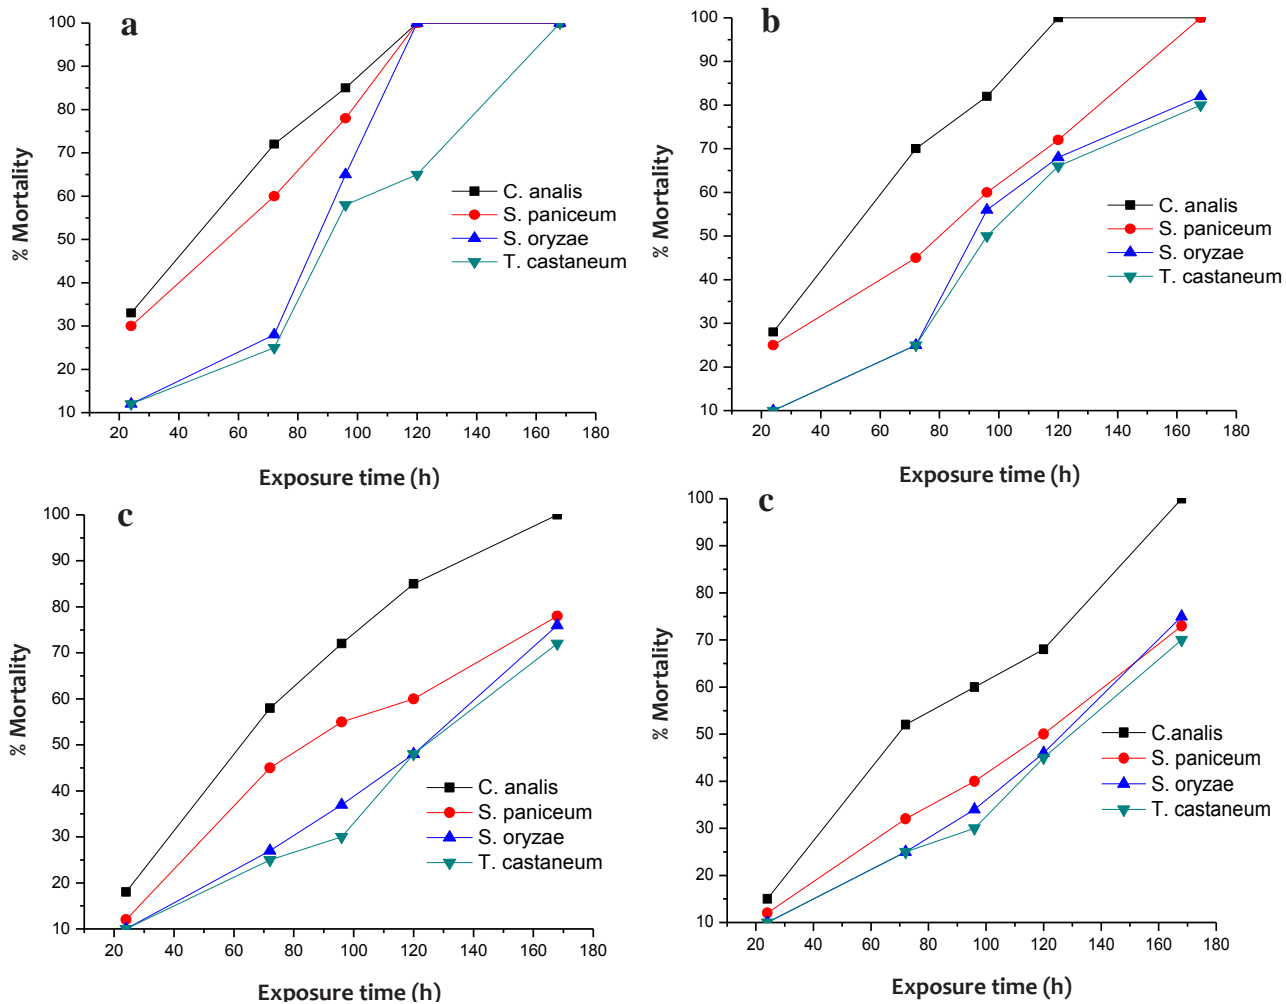 a
100
90
80
70
60
50
40
30
20
10
% Mortality
C. analis
S. paniceum
S. oryzae
T. castaneum
20 40 60 80 100 120 140 160 180
Exposure time (h)
b
100
90
80
70
60
50
40
30
20
10
% Mortality
C. analis
S. paniceum
S. oryzae
T. castaneum
20 40 60 80 100 120 140 160 180
Exposure time (h)
c
100
90
80
70
60
50
40
30
20
10
% Mortality
C. analis
S. paniceum
S. oryzae
T. castaneum
20 40 60 80 100 120 140 160 180
Exposure time (h)
c
100
90
80
70
60
50
40
30
20
10
% Mortality
C.analis
S. paniceum
S. oryzae
T. castaneum
20 40 60 80 100 120 140 160 180
Exposure time (h)